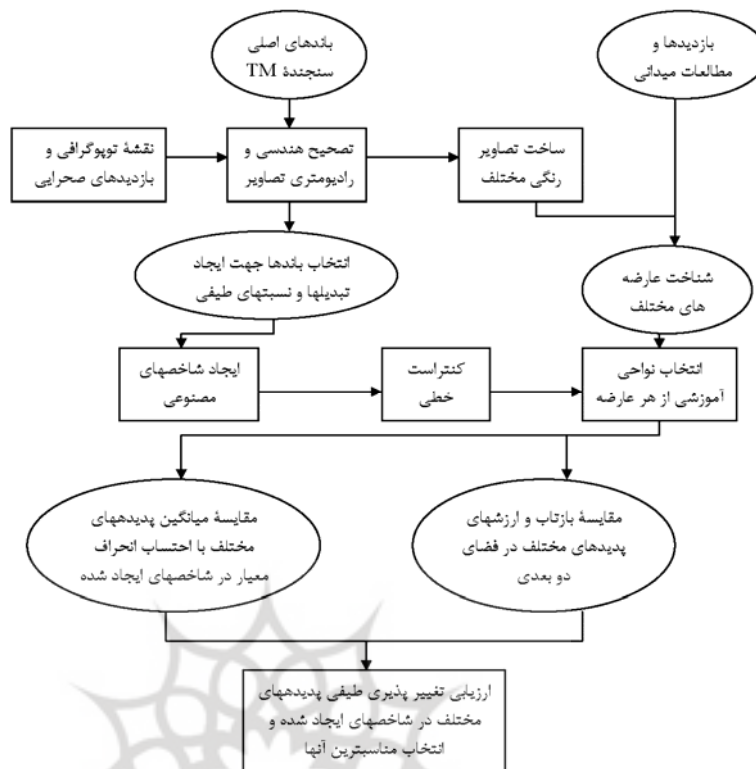 باندهای اصلی
سنجندهٔ TM
بازدیدها و
مطالعات میدانی
نقشهٔ توپوگرافی و
بازدیدهای صحرایی
تصحیح هندسی و
رادیومتری تصاویر
ساخت تصاویر
رنگی مختلف
انتخاب باندها جهت ایجاد
تبدیلها و نسبتهای طیفی
شناخت عارضه
های مختلف
ایجاد شاخصهای
مصنوعی
کنتراست
خطی
انتخاب نواحی
آموزشی از هر عارضه
مقایسهٔ میانگین پدیدههای
مختلف با احتساب انحراف
معیار در شاخصهای ایجاد شده
مقایسهٔ بازتاب و ارزشهای
پدیدهای مختلف در فضای
دو بعدی
ارزیابی تغییر پذیری طیفی پدیدههای
مختلف در شاخصهای ایجاد شده و
انتخاب مناسبترین آنها